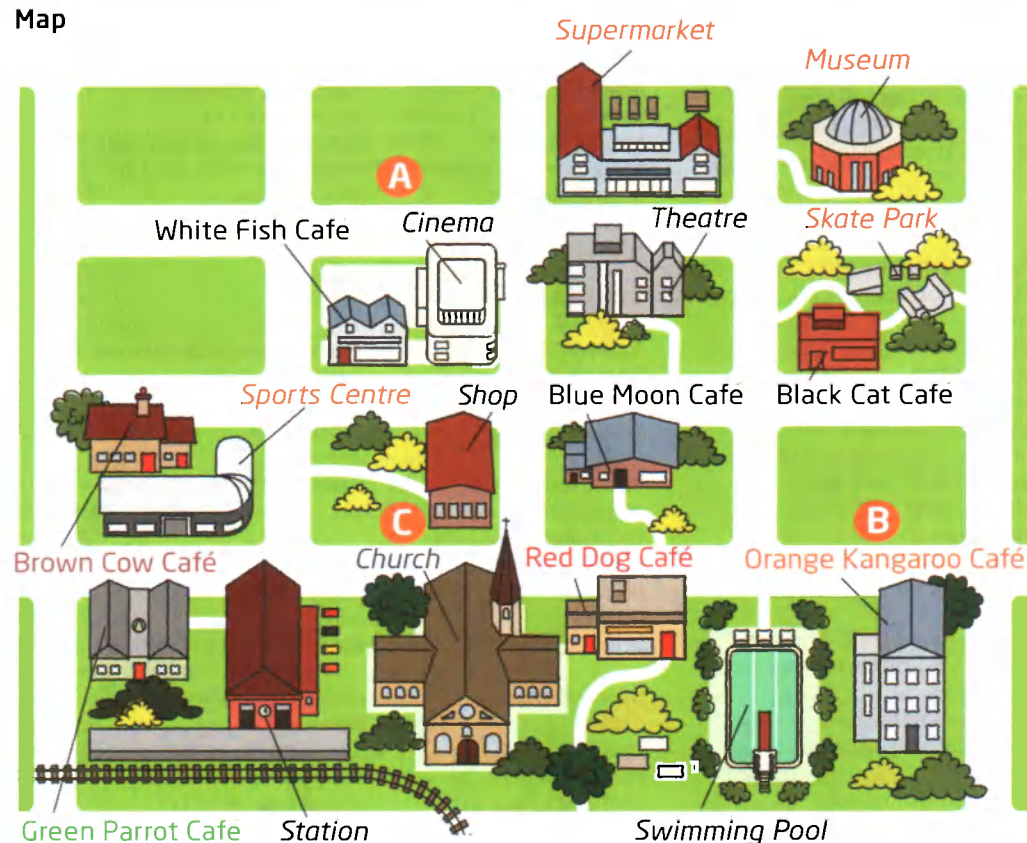 Map
Supermarket
Museum
A
White Fish Cafe
Cinema
Theatre
Skate Park
Sports Centre
Shop
Blue Moon Cafe
Black Cat Cafe
C
B
Brown Cow Café
Church
Red Dog Café
Orange Kangaroo Café
Green Parrot Cafe
Station
Swimming Pool